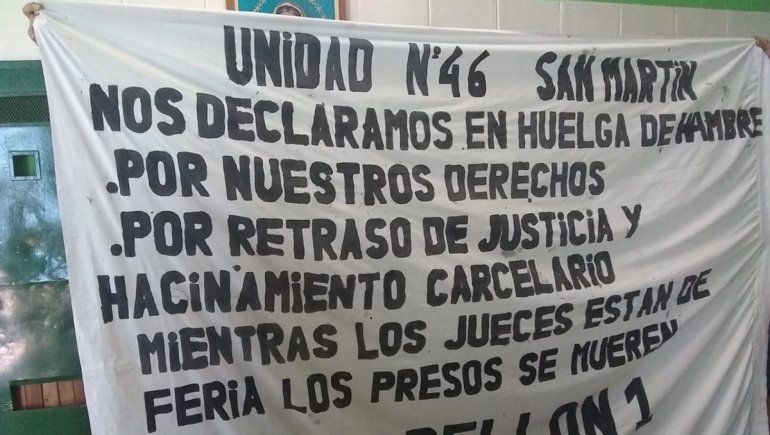 UNiDAD N°46 SAN MARTiN
NOS DECLARAMOS EN HUELGA DE HAMBRE
.POR NUESTROS DERECHOS
.POR RETRASO DE JUSTiCiA Y
HACiNAMiENTO CARCELARiO
MiENTRAS LOS JUECES ESTAN DE
FERiA LOS PRESOS SE MUEREN
1